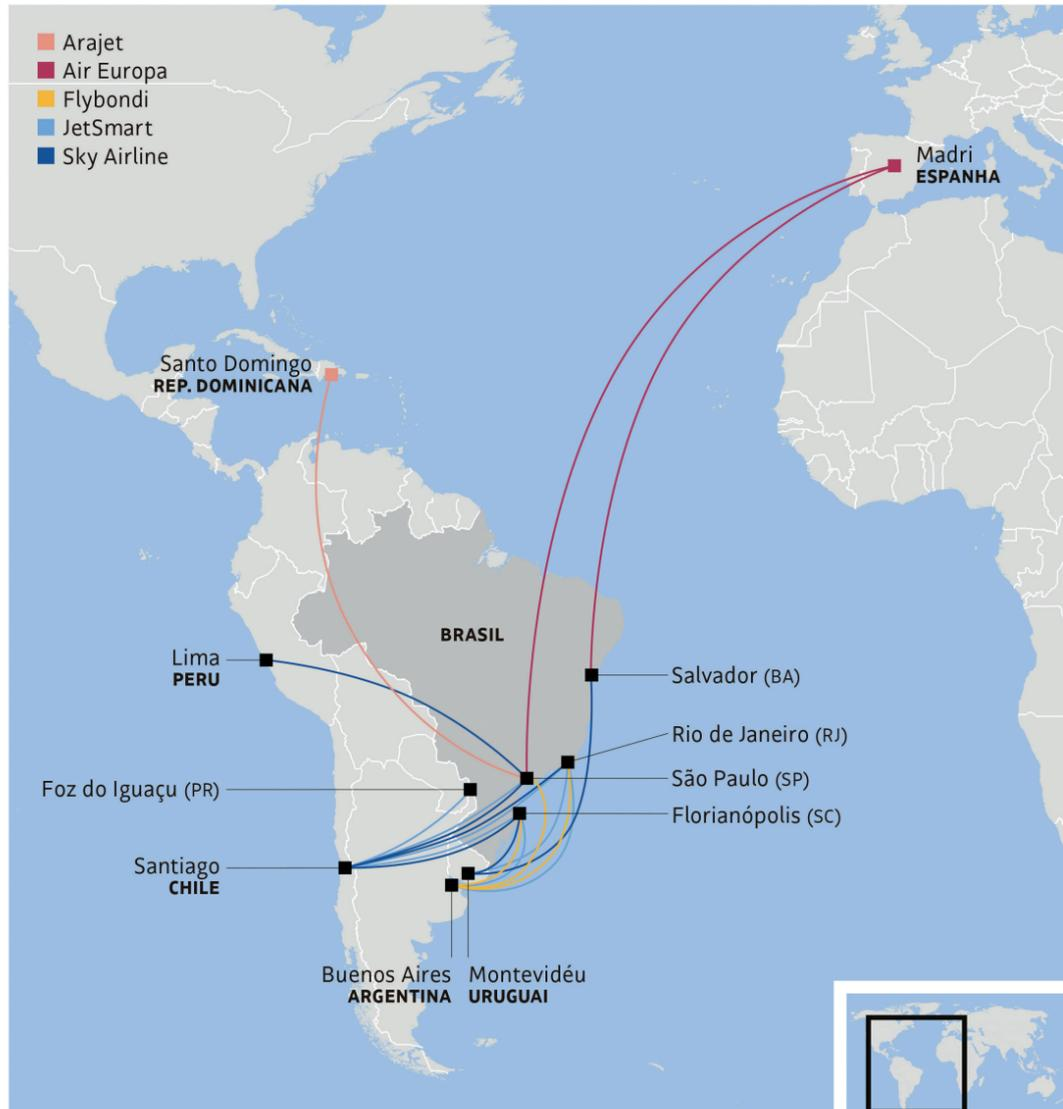 Arajet
Air Europa
Flybondi
JetSmart
Sky Airline
Madri
ESPANHA
Santo Domingo
REP. DOMINICANA
BRASIL
Lima
PERU
Salvador (BA)
Rio de Janeiro (RJ)
São Paulo (SP)
Foz do Iguaçu (PR)
Florianópolis (SC)
Santiago
CHILE
Buenos Aires
ARGENTINA
Montevidéu
URUGUAI